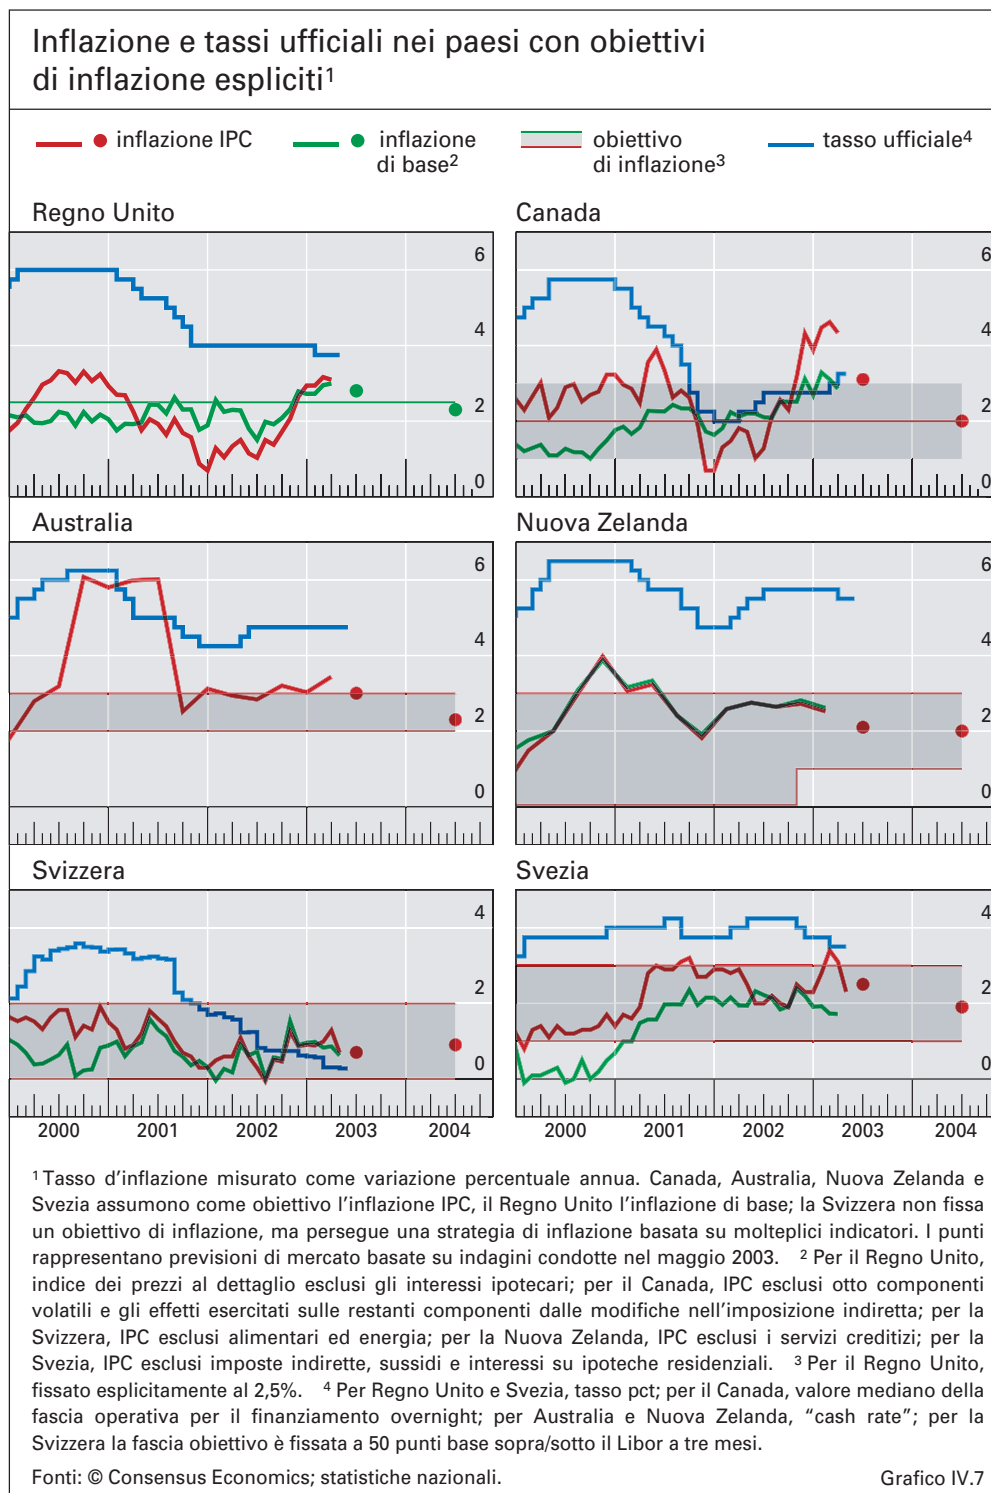 Inflazione e tassi ufficiali nei paesi con obiettivi
di inflazione espliciti¹
inflazione IPC
inflazione
di base²
obiettivo
di inflazione³
tasso ufficiale⁴
Regno Unito
Canada
6
4
2
0
6
4
2
0
Australia
Nuova Zelanda
6
4
2
0
6
4
2
0
Svizzera
Svezia
4
2
0
4
2
0
2000 2001 2002 2003 2004
2000 2001 2002 2003 2004
¹ Tasso d'inflazione misurato come variazione percentuale annua. Canada, Australia, Nuova Zelanda e
Svezia assumono come obiettivo l'inflazione IPC, il Regno Unito l'inflazione di base; la Svizzera non fissa
un obiettivo di inflazione, ma persegue una strategia di inflazione basata su molteplici indicatori. I punti
rappresentano previsioni di mercato basate su indagini condotte nel maggio 2003. ² Per il Regno Unito,
indice dei prezzi al dettaglio esclusi gli interessi ipotecari; per il Canada, IPC esclusi otto componenti
volatili e gli effetti esercitati sulle restanti componenti dalle modifiche nell'imposizione indiretta; per la
Svizzera, IPC esclusi alimentari ed energia; per la Nuova Zelanda, IPC esclusi i servizi creditizi; per la
Svezia, IPC esclusi imposte indirette, sussidi e interessi su ipoteche residenziali. ³ Per il Regno Unito,
fissato esplicitamente al 2,5%. ⁴ Per Regno Unito e Svezia, tasso pct; per il Canada, valore mediano della
fascia operativa per il finanziamento overnight; per Australia e Nuova Zelanda, "cash rate"; per la
Svizzera la fascia obiettivo è fissata a 50 punti base sopra/sotto il Libor a tre mesi.
Fonti: © Consensus Economics; statistiche nazionali.
Grafico IV.7